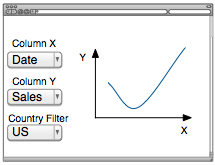 Column X
Date
Column Y
Sales
Country Filter
US
Y
X